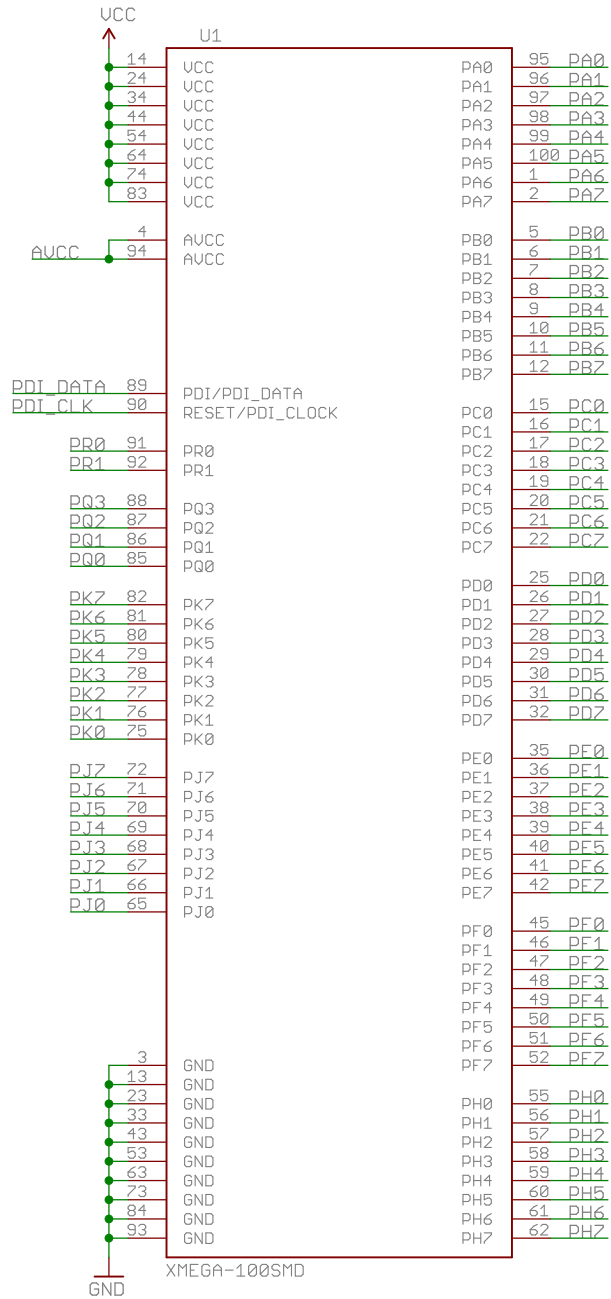 VCC
U1
14 VCC
24 VCC
34 VCC
44 VCC
54 VCC
64 VCC
74 VCC
83 VCC
4 AVCC
AVCC 94 AVCC
PDI_DATA 89 PDI/PDI_DATA
PDI_CLK 90 RESET/PDI_CLOCK
PR0 91 PR0
PR1 92 PR1
PQ3 88 PQ3
PQ2 87 PQ2
PQ1 86 PQ1
PQ0 85 PQ0
PK7 82 PK7
PK6 81 PK6
PK5 80 PK5
PK4 79 PK4
PK3 78 PK3
PK2 77 PK2
PK1 76 PK1
PK0 75 PK0
PJ7 72 PJ7
PJ6 71 PJ6
PJ5 70 PJ5
PJ4 69 PJ4
PJ3 68 PJ3
PJ2 67 PJ2
PJ1 66 PJ1
PJ0 65 PJ0
3 GND
13 GND
23 GND
33 GND
43 GND
53 GND
63 GND
73 GND
84 GND
93 GND
GND
PA0 95 PA0
PA1 96 PA1
PA2 97 PA2
PA3 98 PA3
PA4 99 PA4
PA5 100 PA5
PA6 1 PA6
PA7 2 PA7
PB0 5 PB0
PB1 6 PB1
PB2 7 PB2
PB3 8 PB3
PB4 9 PB4
PB5 10 PB5
PB6 11 PB6
PB7 12 PB7
PC0 15 PC0
PC1 16 PC1
PC2 17 PC2
PC3 18 PC3
PC4 19 PC4
PC5 20 PC5
PC6 21 PC6
PC7 22 PC7
PD0 25 PD0
PD1 26 PD1
PD2 27 PD2
PD3 28 PD3
PD4 29 PD4
PD5 30 PD5
PD6 31 PD6
PD7 32 PD7
PE0 35 PE0
PE1 36 PE1
PE2 37 PE2
PE3 38 PE3
PE4 39 PE4
PE5 40 PE5
PE6 41 PE6
PE7 42 PE7
PF0 45 PF0
PF1 46 PF1
PF2 47 PF2
PF3 48 PF3
PF4 49 PF4
PF5 50 PF5
PF6 51 PF6
PF7 52 PF7
PH0 55 PH0
PH1 56 PH1
PH2 57 PH2
PH3 58 PH3
PH4 59 PH4
PH5 60 PH5
PH6 61 PH6
PH7 62 PH7
XMEGA-100SMD